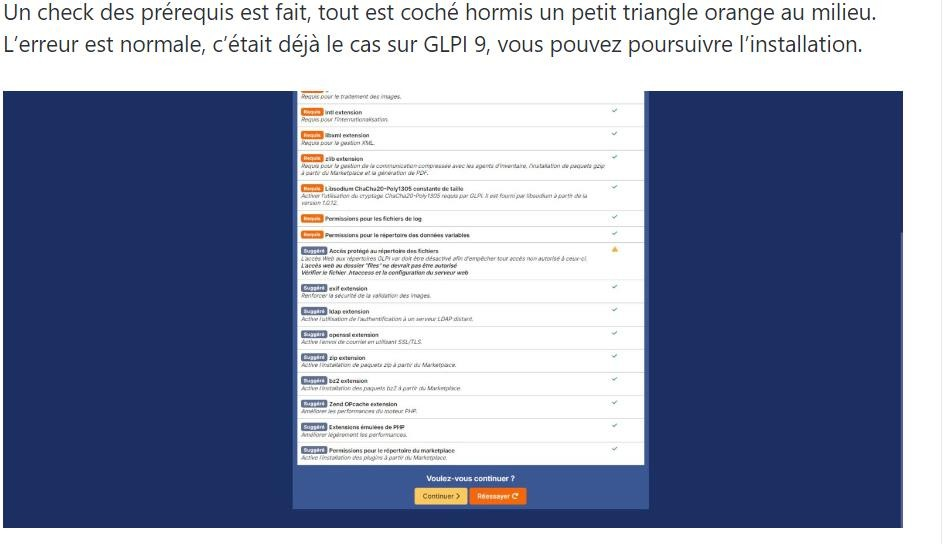 Un check des prérequis est fait, tout est coché hormis un petit triangle orange au milieu.
L’erreur est normale, c’était déjà le cas sur GLPI 9, vous pouvez poursuivre l’installation.
Requis pour le traitement des images.
Requis intl extension
Requis pour l'internationalisation.
Requis libxml extension
Requis pour la gestion XML.
Requis zlib extension
Requis pour la gestion de la communication compressée avec les agents d'inventaire, l'installation de paquets gzip
à partir du Marketplace et la génération de PDF.
Requis Libsodium ChaCha20-Poly1305 constante de taille
Activer l'utilisation du cryptage ChaCha20-Poly1305 requis par GLPI. Il est fourni par libsodium à partir de la
version 1.0.12.
Requis Permissions pour les fichiers de log
Requis Permissions pour le répertoire des données variables
Suggéré Accès protégé au répertoire des fichiers
L'accès Web aux répertoires GLPI var doit être désactivé afin d'empêcher tout accès non autorisé à ceux-ci.
L'accès web au dossier "files" ne devrait pas être autorisé
Vérifier le fichier .htaccess et la configuration du serveur web
Suggéré exif extension
Renforcer la sécurité de la validation des images.
Suggéré ldap extension
Active l'utilisation de l'authentification à un serveur LDAP distant.
Suggéré openssl extension
Active l'envoi de courriel en utilisant SSL/TLS.
Suggéré zip extension
Active l'installation de paquets zip à partir du Marketplace.
Suggéré bz2 extension
Active l'installation des paquets bz2 à partir du Marketplace.
Suggéré Zend OPcache extension
Améliorer les performances du moteur PHP.
Suggéré Extensions émulées de PHP
Améliorer légèrement les performances.
Suggéré Permissions pour le répertoire du marketplace
Active l'installation des plugins à partir du Marketplace.
Voulez-vous continuer ?
Continuer
Réessayer